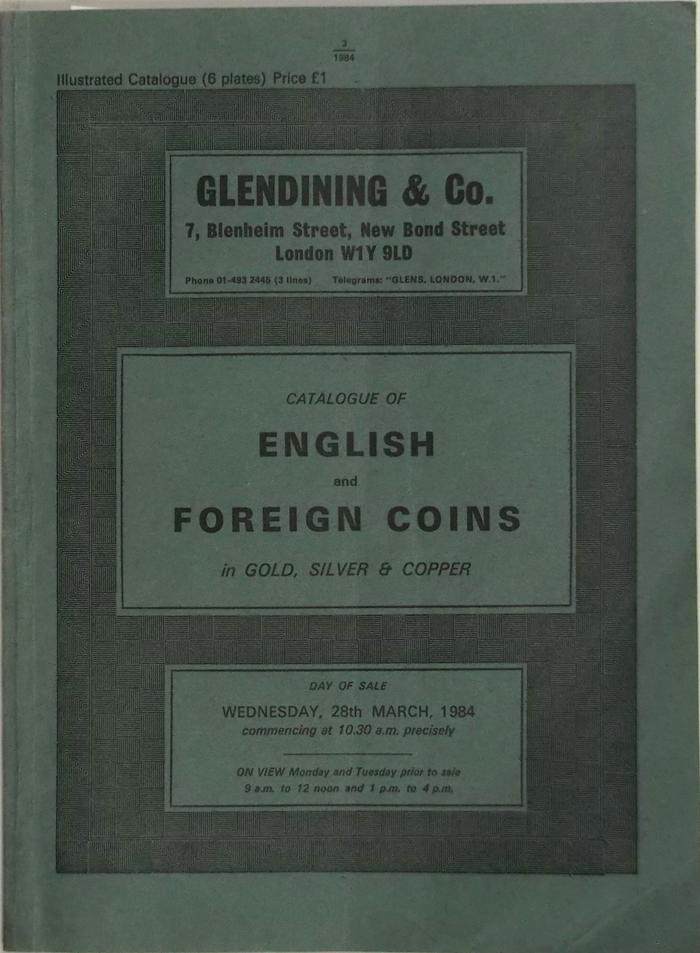 3
1984
Illustrated Catalogue (6 plates) Price £1
GLENDINING & Co.
7, Blenheim Street, New Bond Street
London W1Y 9LD
Phone 01-493 2445 (3 lines) Telegrams: "GLENS, LONDON, W.1."
CATALOGUE OF
ENGLISH
and
FOREIGN COINS
in GOLD, SILVER & COPPER
DAY OF SALE
WEDNESDAY, 28th MARCH, 1984
commencing at 10.30 a.m. precisely
ON VIEW Monday and Tuesday prior to sale
9 a.m. to 12 noon and 1 p.m. to 4 p.m.